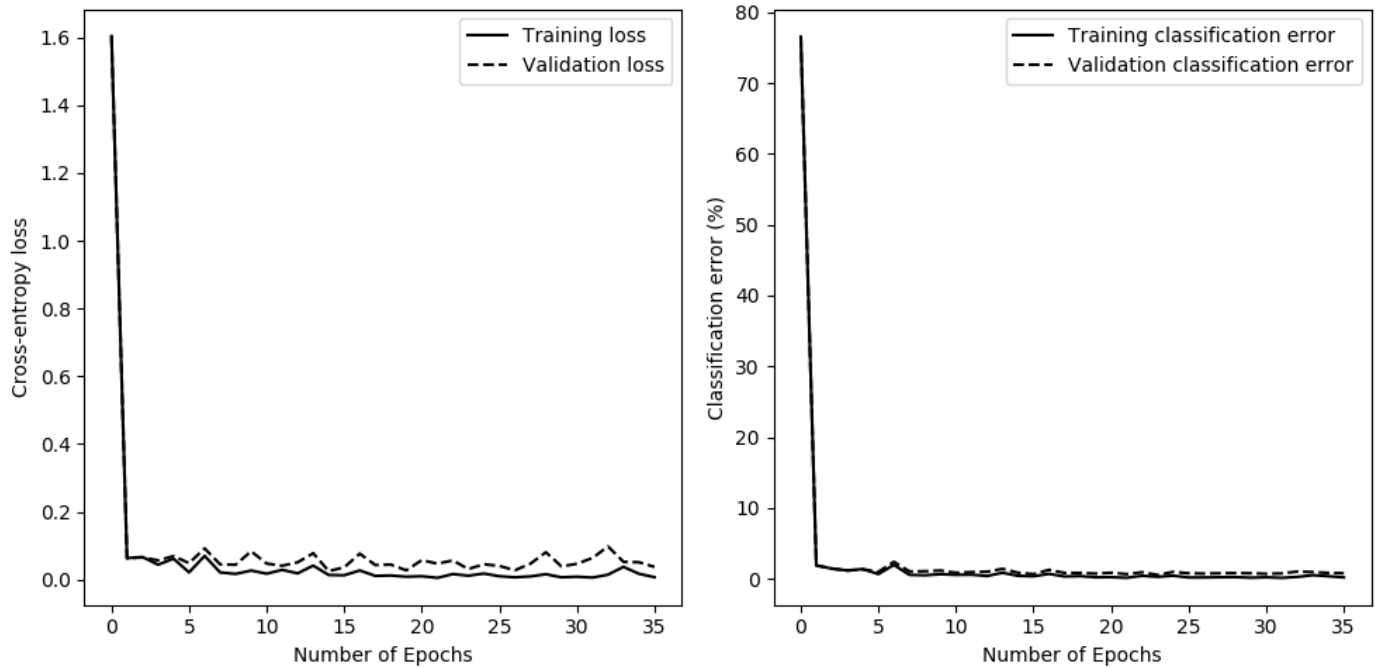 Training loss
Validation loss
1.6
1.4
1.2
1.0
0.8
0.6
0.4
0.2
0.0
Cross-entropy loss
0 5 10 15 20 25 30 35
Number of Epochs
Training classification error
Validation classification error
80
70
60
50
40
30
20
10
0
Classification error (%)
0 5 10 15 20 25 30 35
Number of Epochs